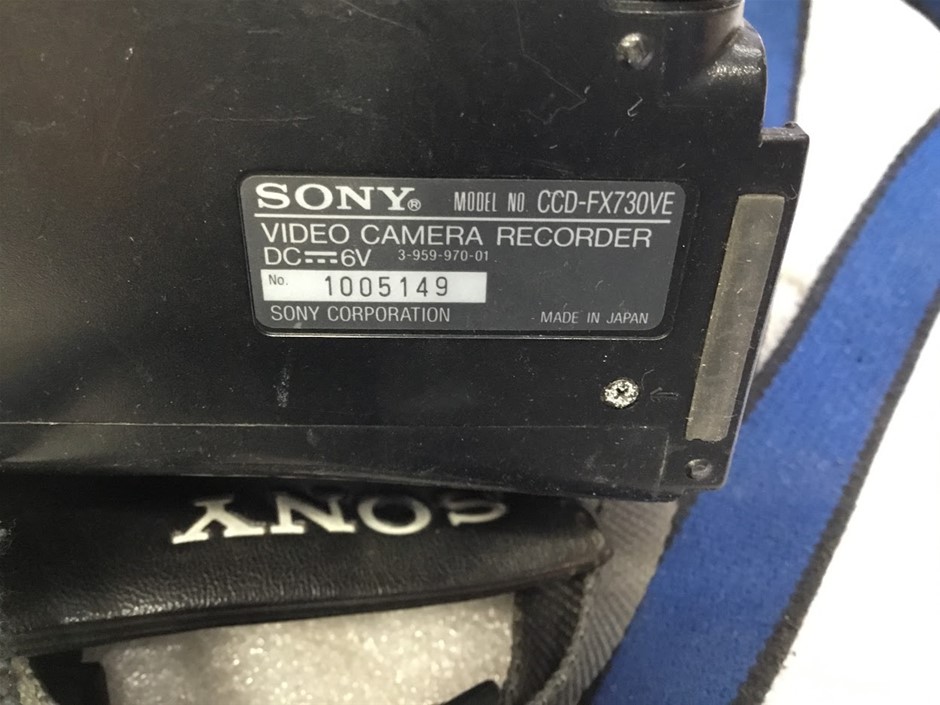 SONY® MODEL NO. CCD-FX730VE
VIDEO CAMERA RECORDER
DC⎓6V 3-959-970-01
No. 1005149
SONY CORPORATION MADE IN JAPAN
SONY